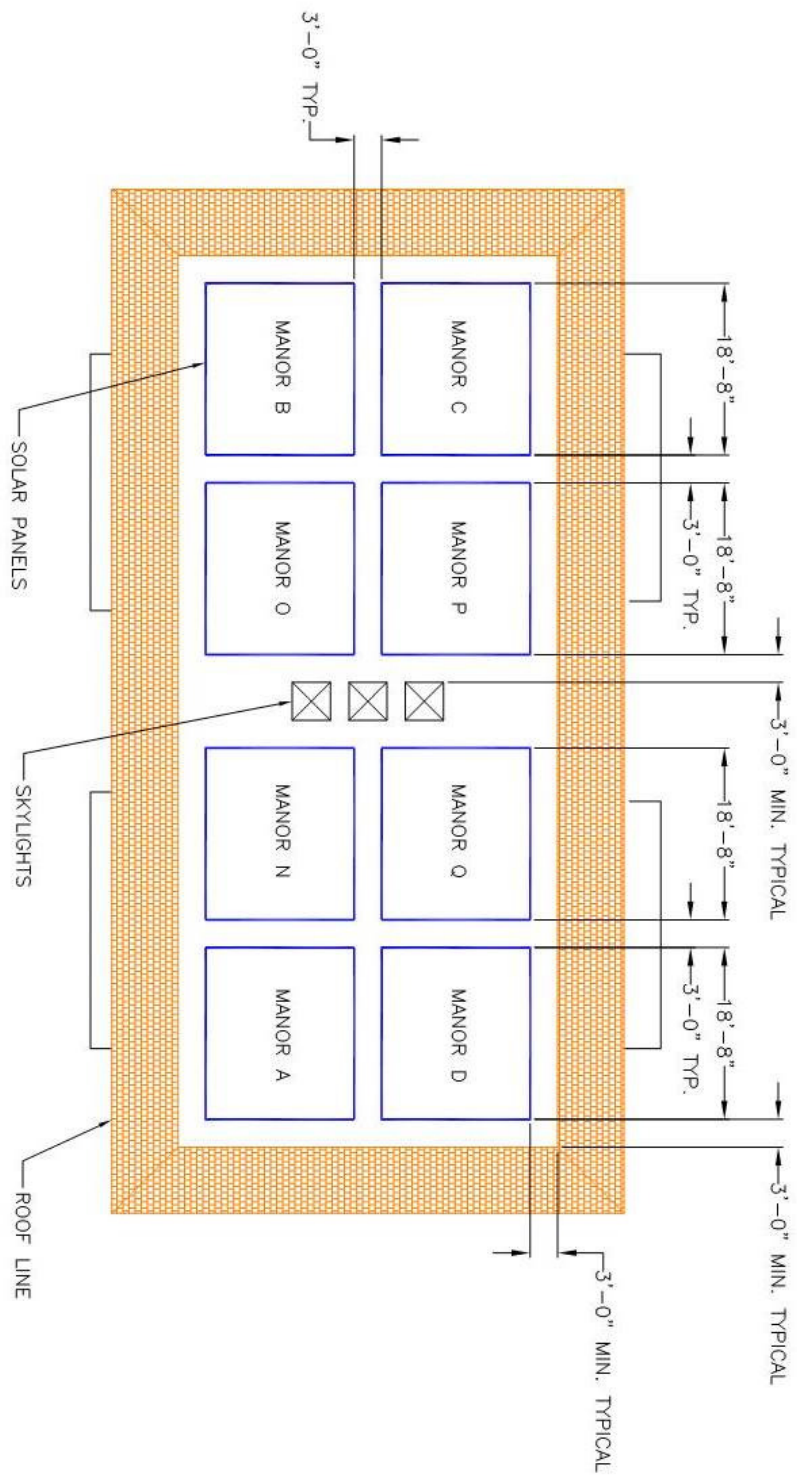 3'-0" TYP.
18'-8"
3'-0" TYP.
18'-8"
3'-0" MIN. TYPICAL
18'-8"
3'-0" TYP.
18'-8"
3'-0" MIN. TYPICAL
3'-0" MIN. TYPICAL
MANOR C
MANOR P
MANOR Q
MANOR D
MANOR B
MANOR O
MANOR N
MANOR A
SOLAR PANELS
SKYLIGHTS
ROOF LINE